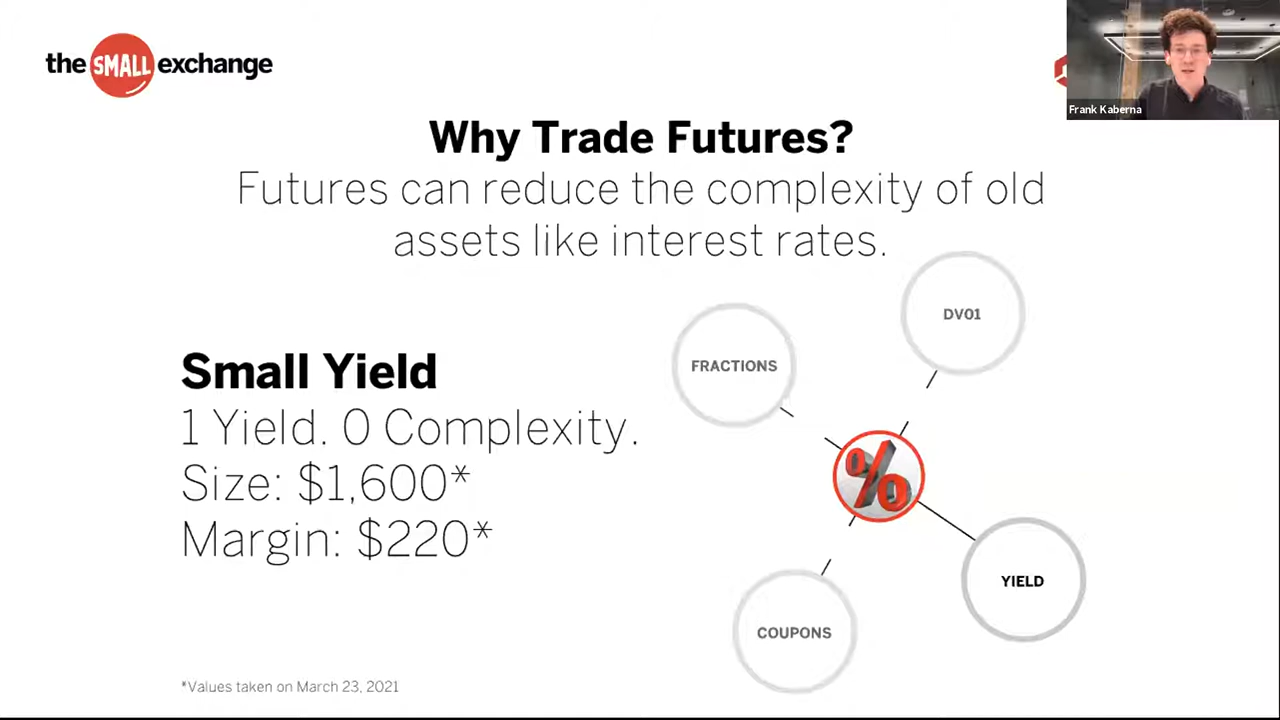 the SMALL exchange
Frank Kaberna
Why Trade Futures?
Futures can reduce the complexity of old
assets like interest rates.
Small Yield
1 Yield. 0 Complexity.
Size: $1,600*
Margin: $220*
FRACTIONS
DV01
%
YIELD
COUPONS
*Values taken on March 23, 2021